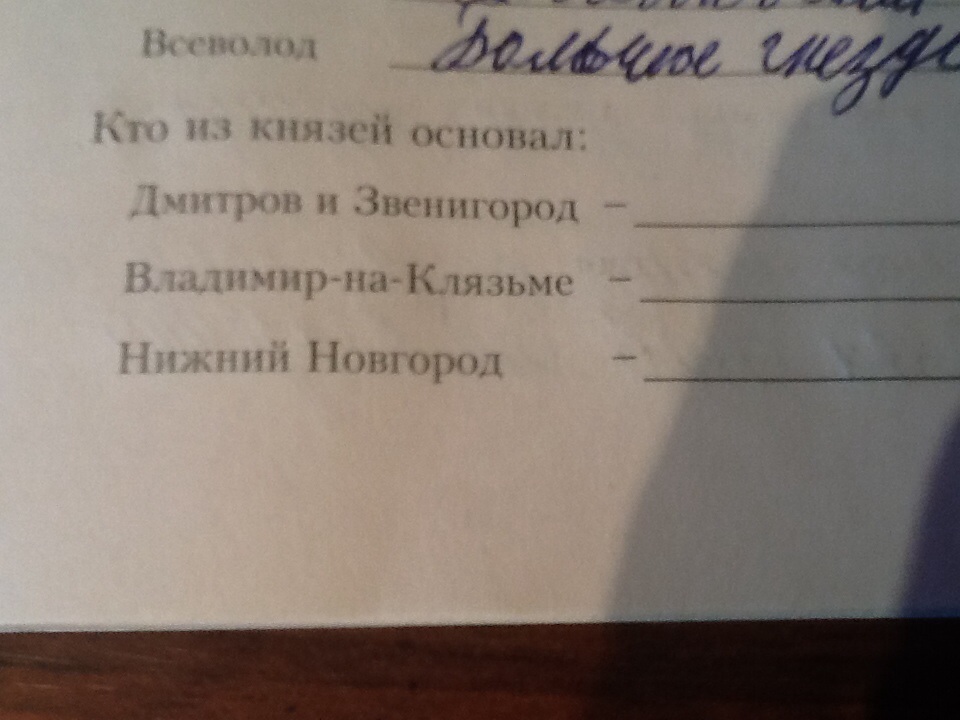 Всеволод Большое гнездо
Кто из князей основал:
Дмитров и Звенигород –
Владимир-на-Клязьме –
Нижний Новгород –